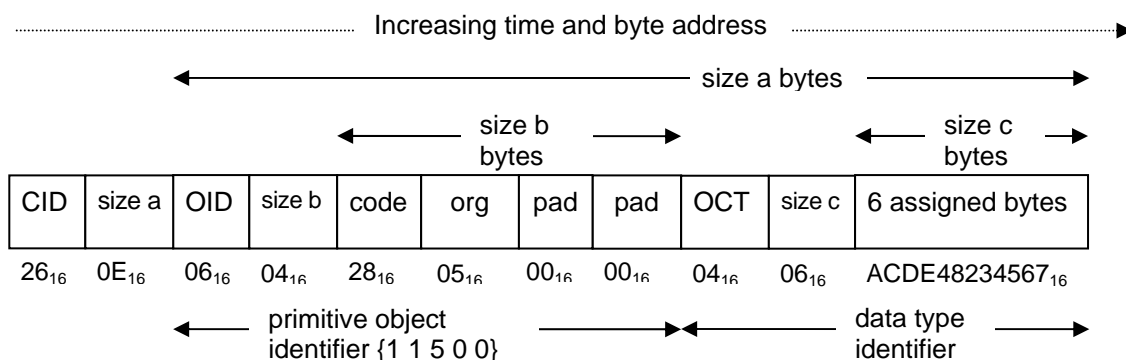 Increasing time and byte address
size a bytes
size b bytes
size c bytes
CID size a OID size b code org pad pad OCT size c 6 assigned bytes
26₁₆ 0E₁₆ 06₁₆ 04₁₆ 28₁₆ 05₁₆ 00₁₆ 00₁₆ 04₁₆ 06₁₆ ACDE48234567₁₆
primitive object identifier {1 1 5 0 0}
data type identifier